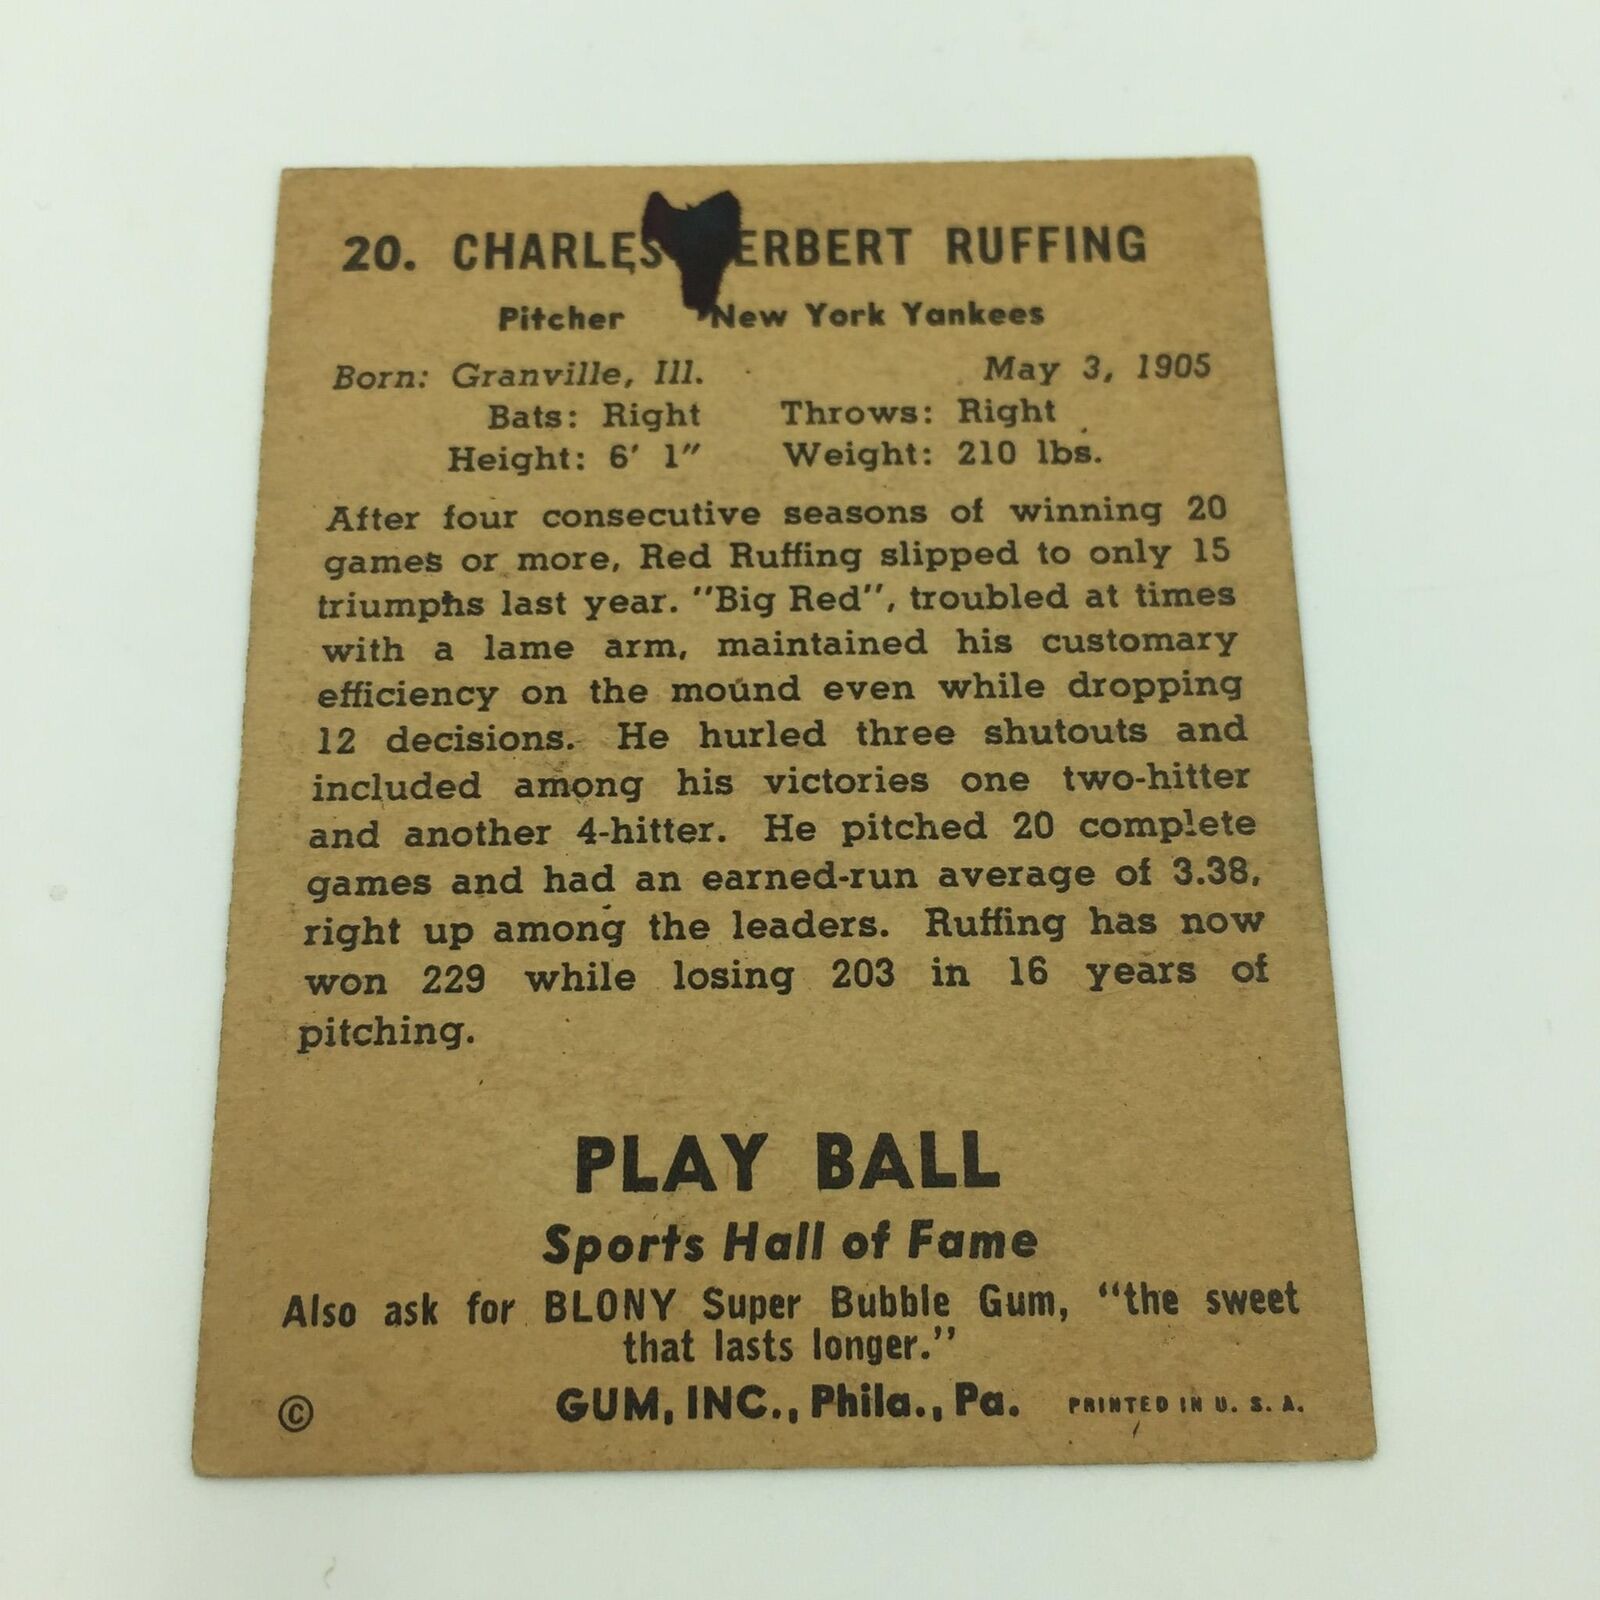 20. CHARLES ERBERT RUFFING
Pitcher New York Yankees
Born: Granville, Ill. May 3, 1905
Bats: Right Throws: Right
Height: 6' 1" Weight: 210 lbs.
After four consecutive seasons of winning 20
games or more, Red Ruffing slipped to only 15
triumphs last year. "Big Red", troubled at times
with a lame arm, maintained his customary
efficiency on the mound even while dropping
12 decisions. He hurled three shutouts and
included among his victories one two-hitter
and another 4-hitter. He pitched 20 complete
games and had an earned-run average of 3.38,
right up among the leaders. Ruffing has now
won 229 while losing 203 in 16 years of
pitching.
PLAY BALL
Sports Hall of Fame
Also ask for BLONY Super Bubble Gum, "the sweet
that lasts longer."
© GUM, INC., Phila., Pa. PRINTED IN U. S. A.